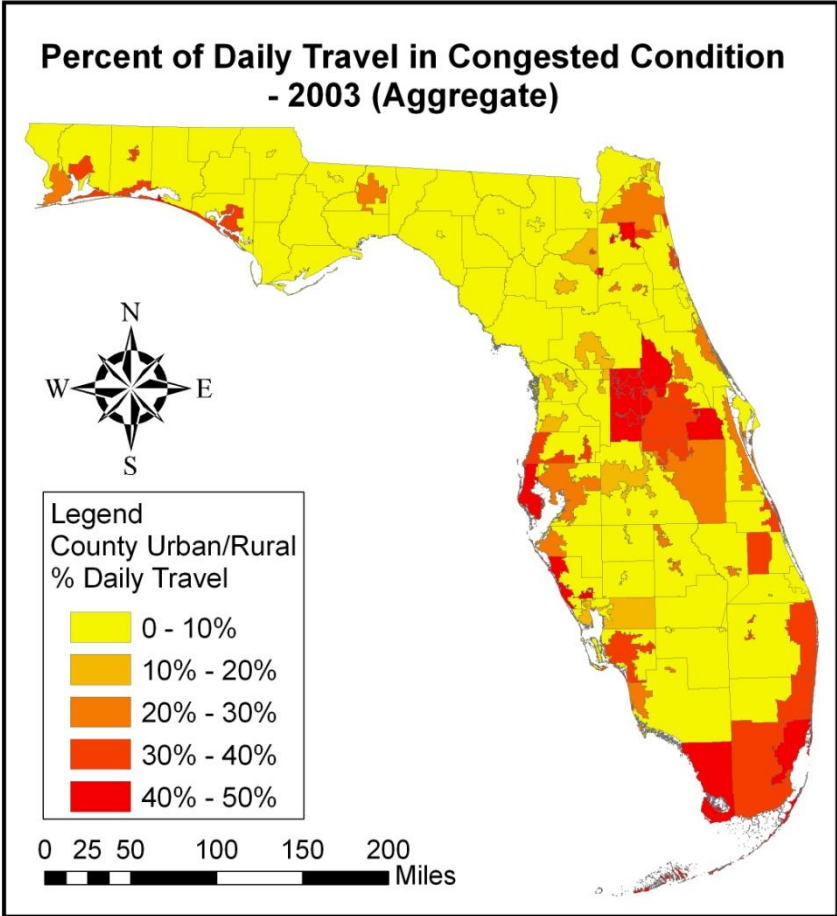 Percent of Daily Travel in Congested Condition
- 2003 (Aggregate)
N
W
E
S
Legend
County Urban/Rural
% Daily Travel
0 - 10%
10% - 20%
20% - 30%
30% - 40%
40% - 50%
0 25 50 100 150 200
Miles